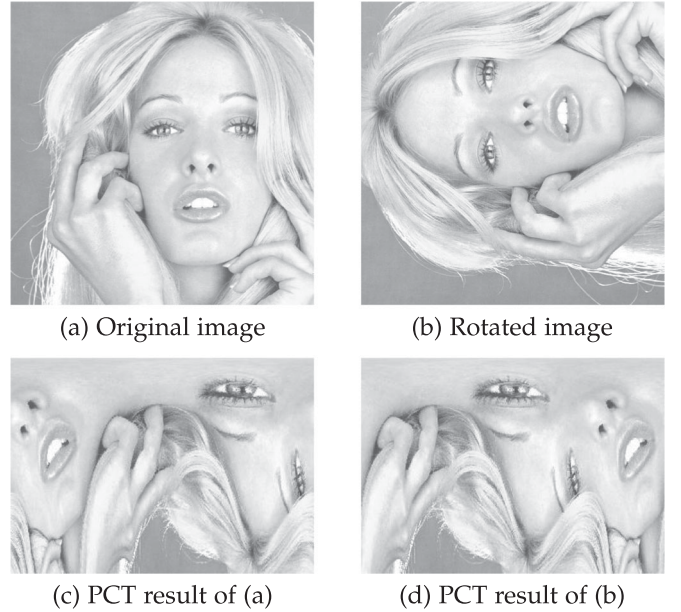 (a) Original image
(b) Rotated image
(c) PCT result of (a)
(d) PCT result of (b)